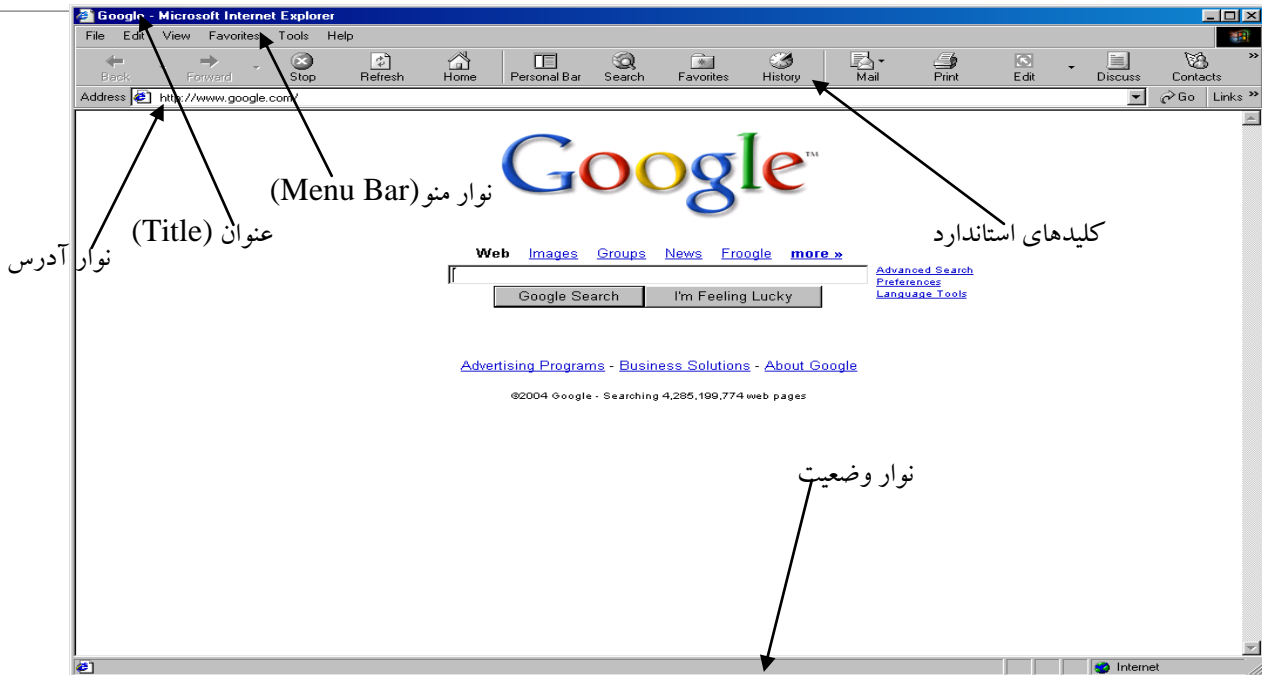 Google - Microsoft Internet Explorer
File Edit View Favorites Tools Help
Back Forward Stop Refresh Home Personal Bar Search Favorites History Mail Print Edit Discuss Contacts »
Address http://www.google.com/ Go Links »
Google™
نوار منو (Menu Bar)
عنوان (Title)
کلیدهای استاندارد
نوار آدرس
Web Images Groups News Froogle more »
Advanced Search
Preferences
Language Tools
Google Search I'm Feeling Lucky
Advertising Programs - Business Solutions - About Google
©2004 Google - Searching 4,285,199,774 web pages
نوار وضعیت
Internet